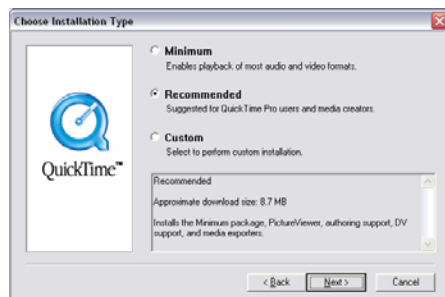 Choose Installation Type
Minimum
Enables playback of most audio and video formats.
Recommended
Suggested for QuickTime Pro users and media creators.
Custom
Select to perform custom installation.
QuickTime™
Recommended
Approximate download size: 8.7 MB
Installs the Minimum package, PictureViewer, authoring support, DV
support, and media exporters.
< Back
Next >
Cancel